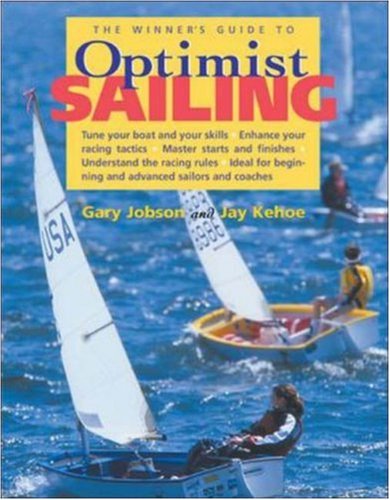 THE WINNER'S GUIDE TO
Optimist
SAILING
Tune your boat and your skills • Enhance your
racing tactics • Master starts and finishes •
Understand the racing rules • Ideal for begin-
ning and advanced sailors and coaches
Gary Jobson and Jay Kehoe
USA